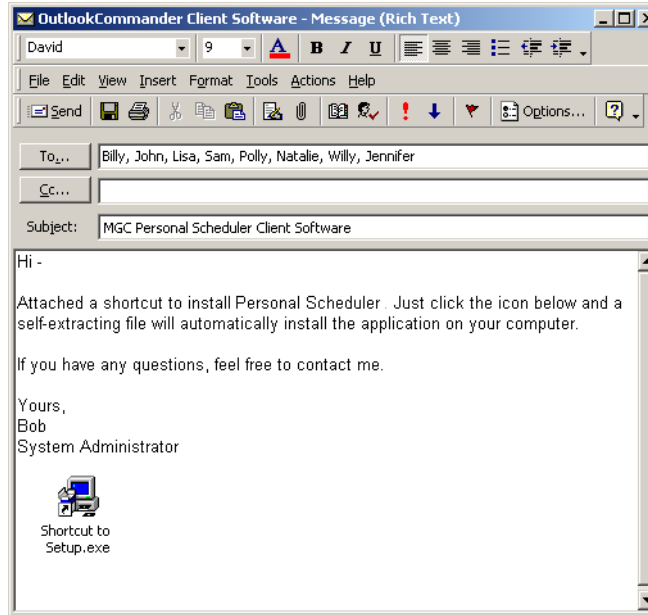 OutlookCommander Client Software - Message (Rich Text)
David 9 A B I U
File Edit View Insert Format Tools Actions Help
Send Options...
To... Billy, John, Lisa, Sam, Polly, Natalie, Willy, Jennifer
Cc...
Subject: MGC Personal Scheduler Client Software
Hi -
Attached a shortcut to install Personal Scheduler . Just click the icon below and a
self-extracting file will automatically install the application on your computer.
If you have any questions, feel free to contact me.
Yours,
Bob
System Administrator
Shortcut to
Setup.exe